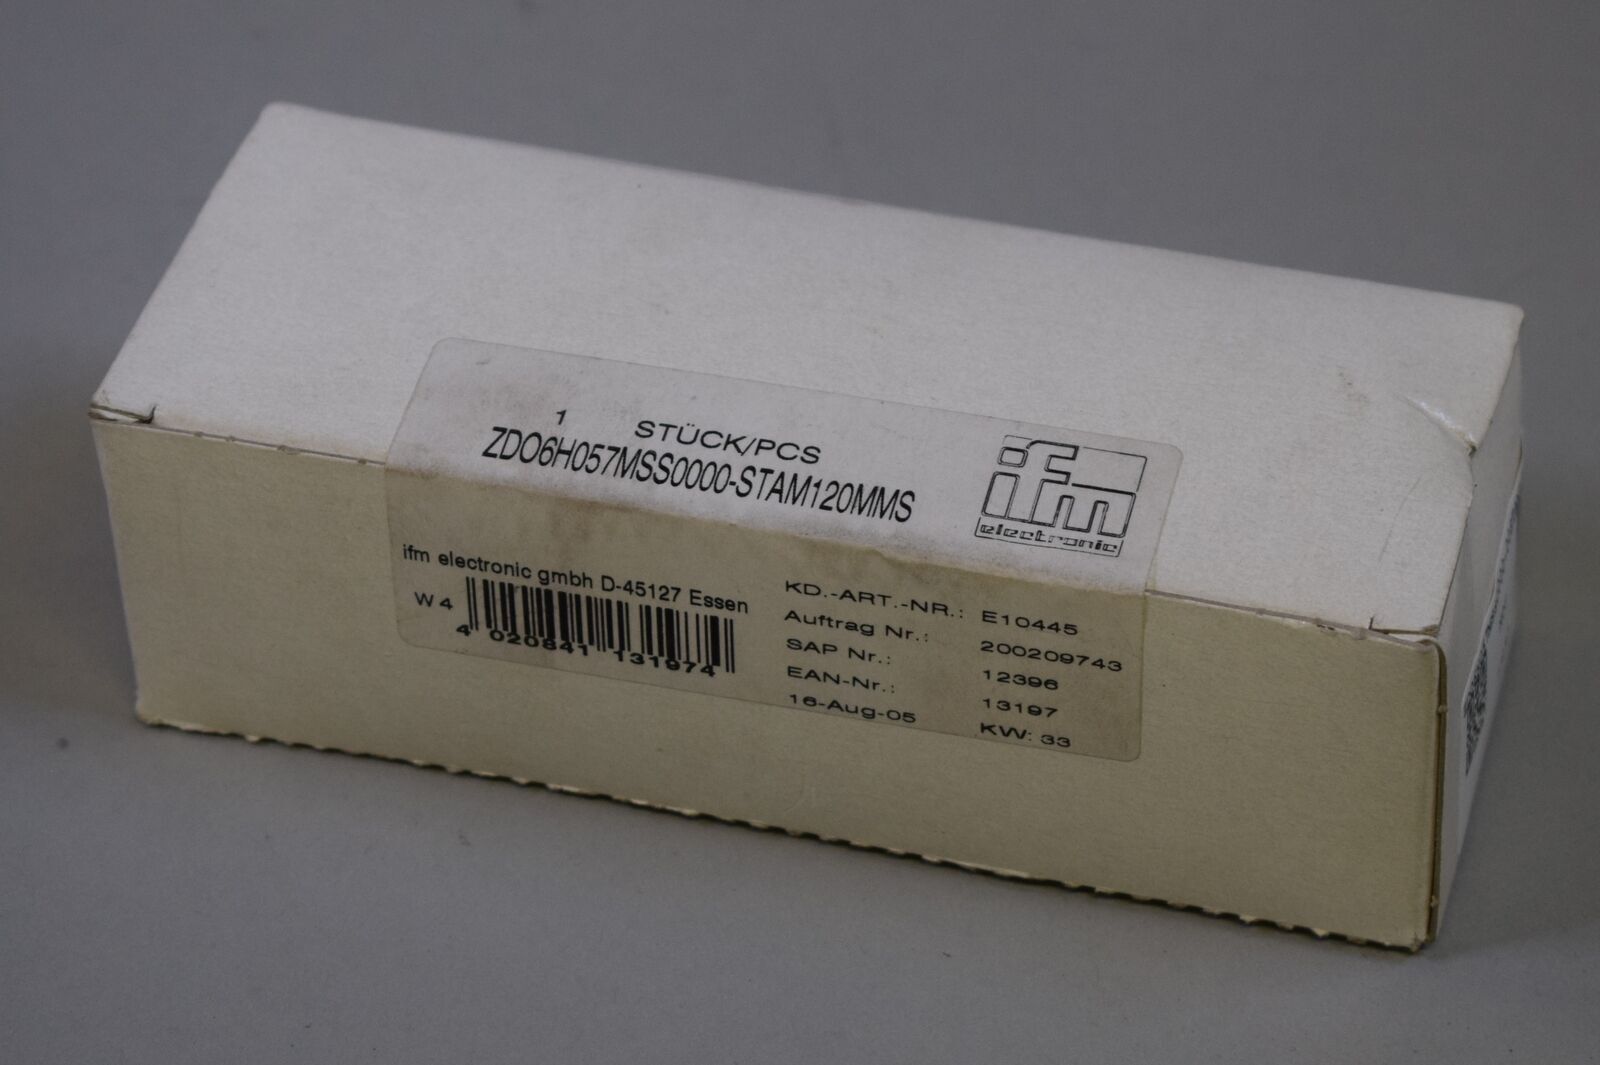 1 STÜCK/PCS
ZDO6H057MSS0000-STAM120MMS
ifm
electronic
ifm electronic gmbh D-45127 Essen
W 4
4 020841 131974
KD.-ART.-NR.: E10445
Auftrag Nr.: 200209743
SAP Nr.: 12396
EAN-Nr.: 13197
16-Aug-05 KW: 33